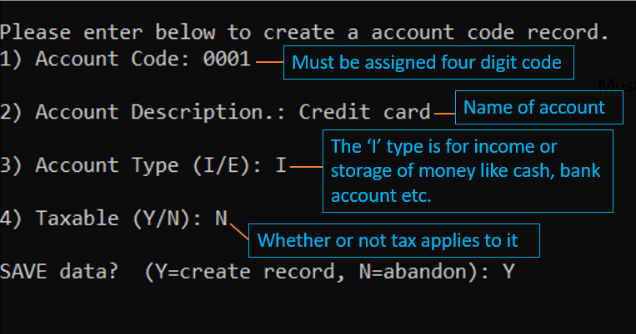 Please enter below to create a account code record.
1) Account Code: 0001
Must be assigned four digit code
2) Account Description.: Credit card
Name of account
3) Account Type (I/E): I
The ‘I’ type is for income or
storage of money like cash, bank
account etc.
4) Taxable (Y/N): N
Whether or not tax applies to it
SAVE data?  (Y=create record, N=abandon): Y